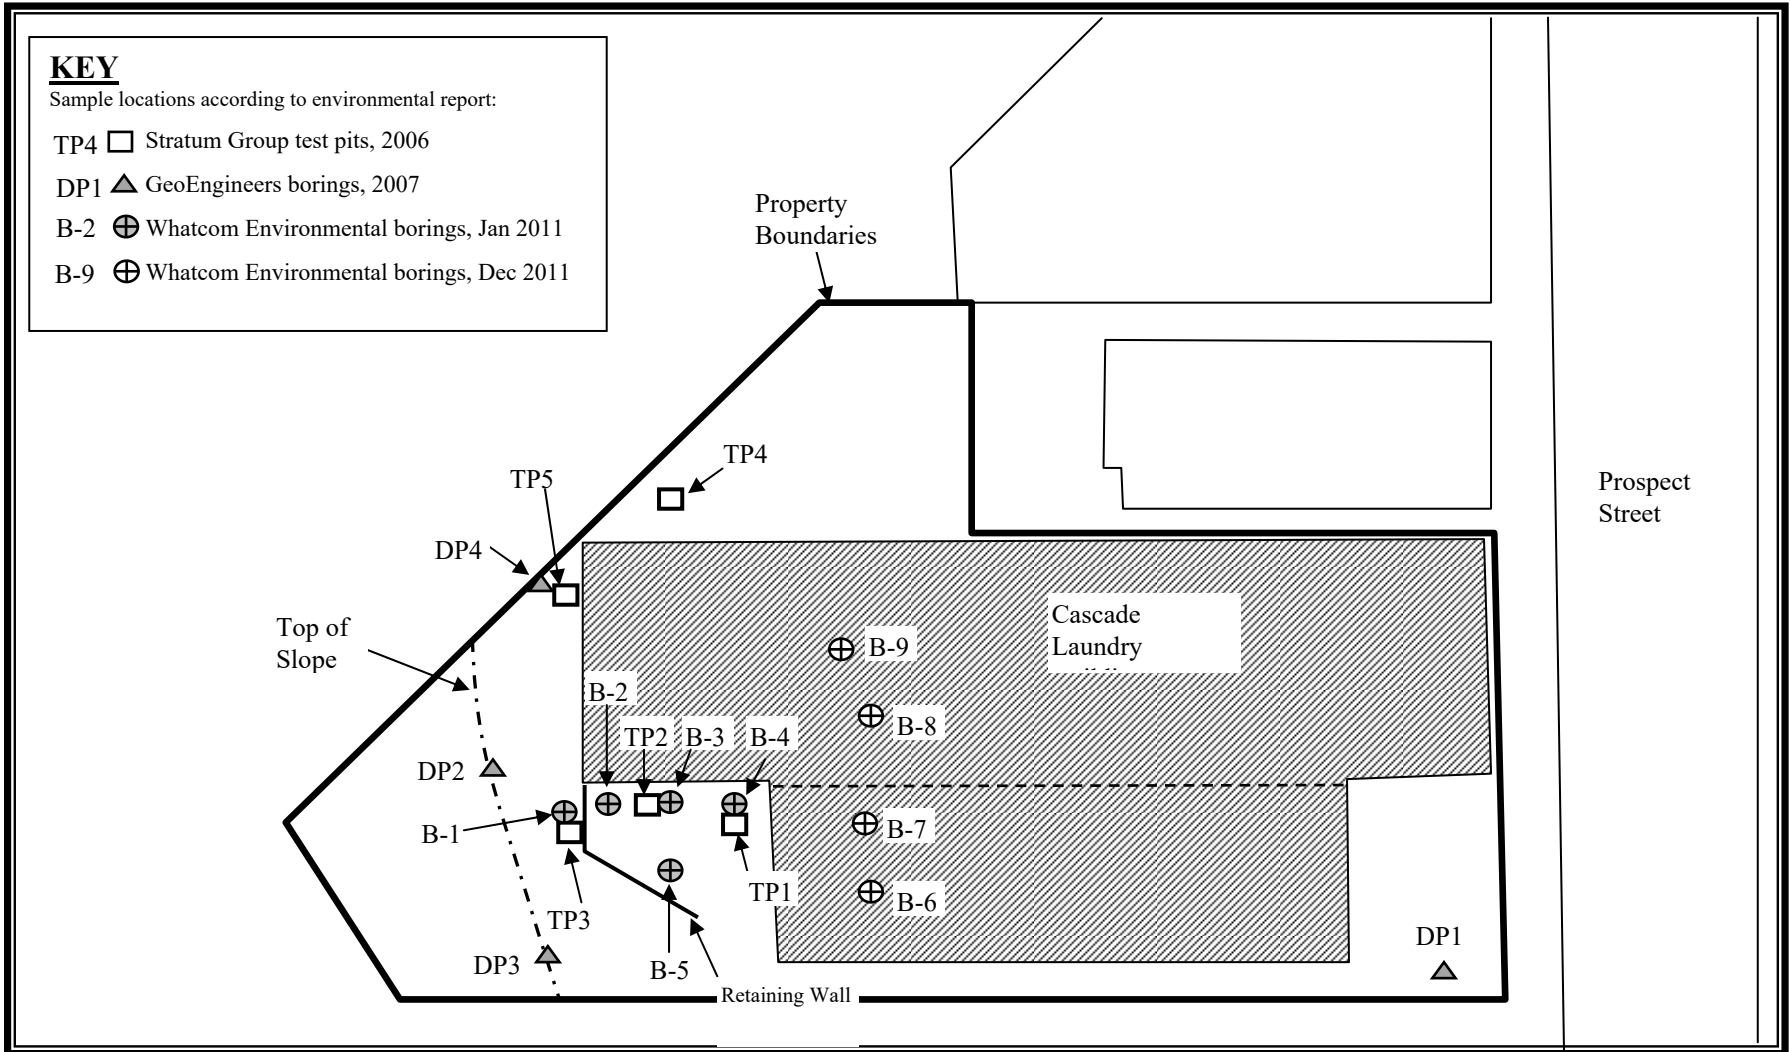 KEY
Sample locations according to environmental report:
TP4 Stratum Group test pits, 2006
DP1 GeoEngineers borings, 2007
B-2 Whatcom Environmental borings, Jan 2011
B-9 Whatcom Environmental borings, Dec 2011
Property
Boundaries
TP4
TP5
Prospect
Street
DP4
Cascade
Laundry
Top of
Slope
B-9
B-2
B-8
TP2
B-3
B-4
DP2
B-7
B-1
TP1
B-6
TP3
DP1
DP3
B-5
Retaining Wall